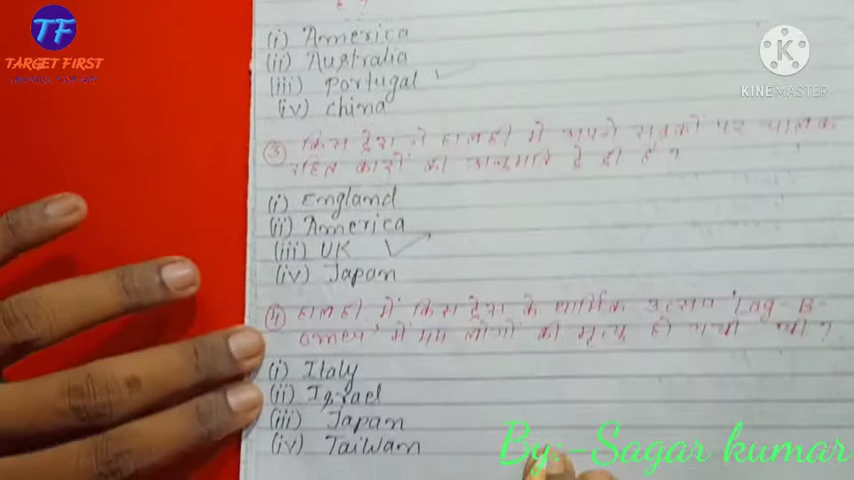 TF
TARGET FIRST
KINEMASTER
(i) America
(ii) Australia
(iii) Portugal
(iv) China
③ किस देश ने हालही में अपने सड़कों पर चालक
रहित कारों की अनुमति दे दी है ?
(i) England
(ii) America
(iii) UK
(iv) Japan
④ हालही में किस देश के धार्मिक उत्सव 'Lag B-
omer' में लोगों की मृत्यु हो गयी थी ?
(i) Italy
(ii) Israel
(iii) Japan
(iv) Taiwan
By:-Sagar kumar